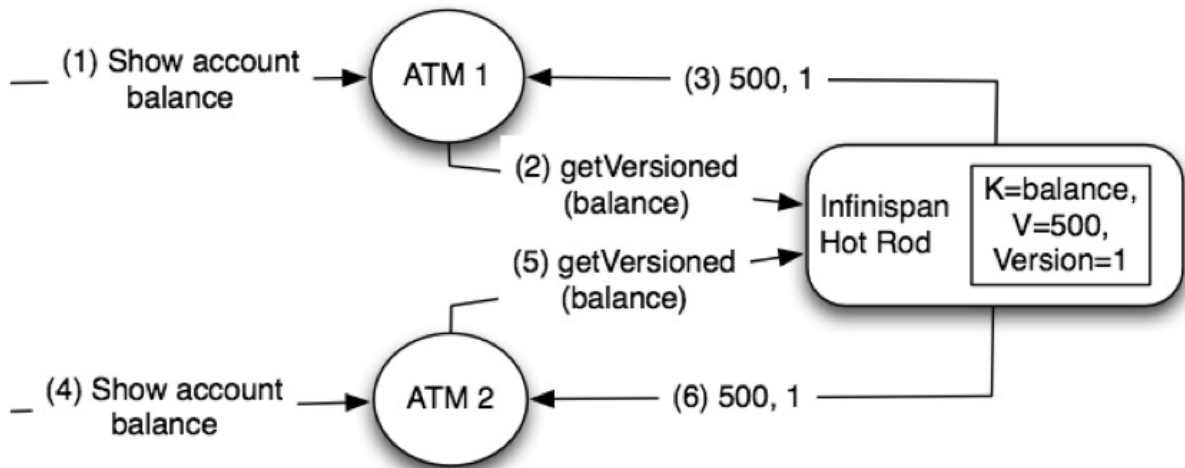 (1) Show account
balance
ATM 1
(3) 500, 1
(2) getVersioned
(balance)
Infinispan
Hot Rod
K=balance,
V=500,
Version=1
(5) getVersioned
(balance)
(4) Show account
balance
ATM 2
(6) 500, 1